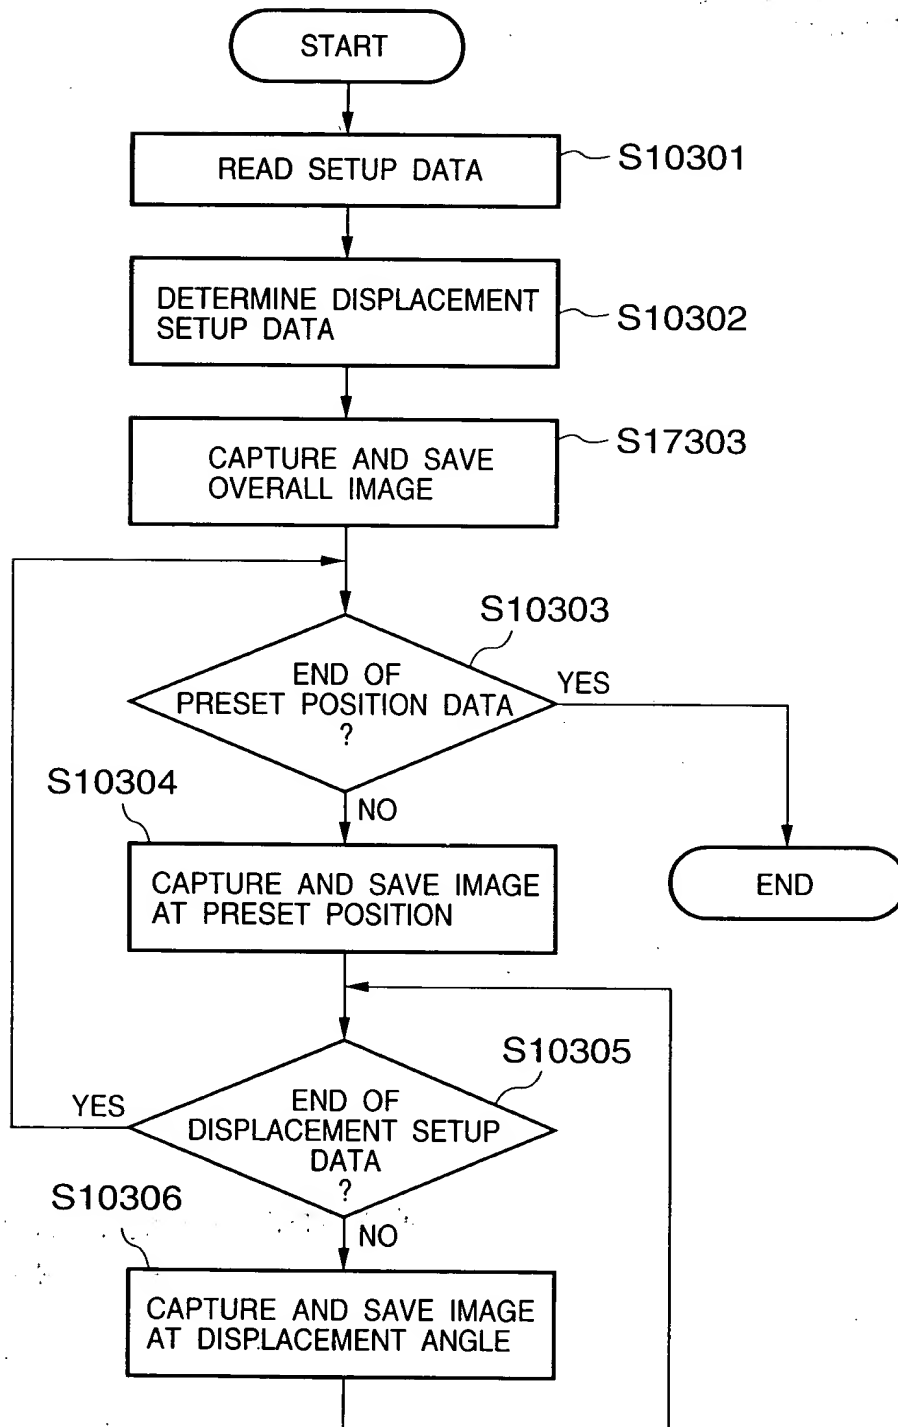 START
READ SETUP DATA
S10301
DETERMINE DISPLACEMENT
SETUP DATA
S10302
CAPTURE AND SAVE
OVERALL IMAGE
S17303
S10303
END OF
PRESET POSITION DATA
?
YES
S10304
NO
CAPTURE AND SAVE IMAGE
AT PRESET POSITION
END
S10305
YES
END OF
DISPLACEMENT SETUP
DATA
?
S10306
NO
CAPTURE AND SAVE IMAGE
AT DISPLACEMENT ANGLE